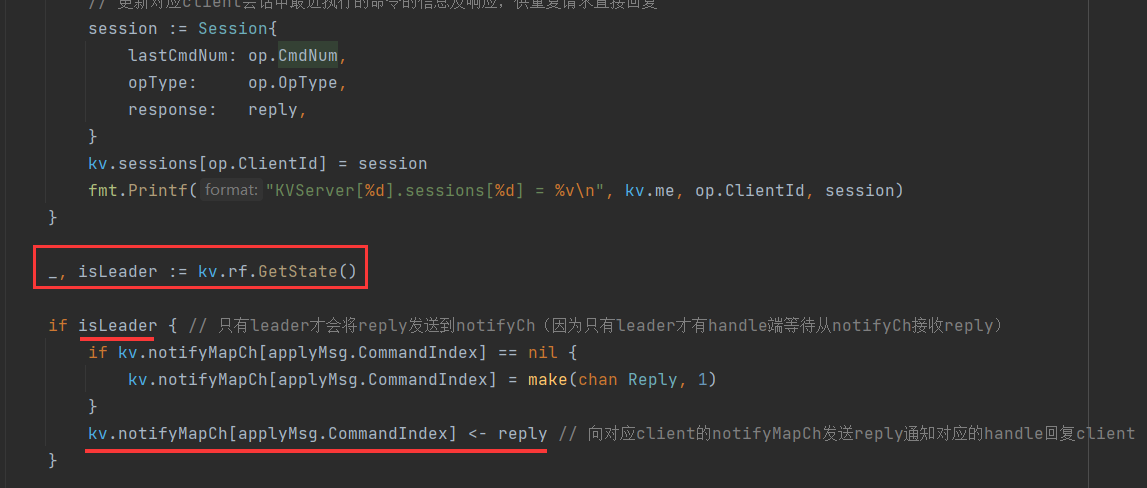 // 更新对应client会话中最近执行的命令的信息及响应，供重复请求直接回复
session := Session{
lastCmdNum: op.CmdNum,
opType: op.OpType,
response: reply,
}
kv.sessions[op.ClientId] = session
fmt.Printf( format: "KVServer[%d].sessions[%d] = %v\n", kv.me, op.ClientId, session)
}
_, isLeader := kv.rf.GetState()
if isLeader { // 只有leader才会将reply发送到notifyCh（因为只有leader才有handle端等待从notifyCh接收reply）
if kv.notifyMapCh[applyMsg.CommandIndex] == nil {
kv.notifyMapCh[applyMsg.CommandIndex] = make(chan Reply, 1)
}
kv.notifyMapCh[applyMsg.CommandIndex] <- reply // 向对应client的notifyMapCh发送reply通知对应的handle回复client
}